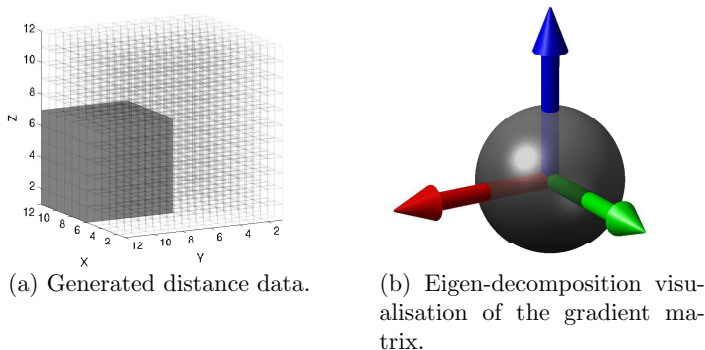 12
10
8
6
4
2
Z
12
10
8
6
4
2
X
12
10
8
6
4
2
Y
(a) Generated distance data.
(b) Eigen-decomposition visu-
alisation of the gradient ma-
trix.